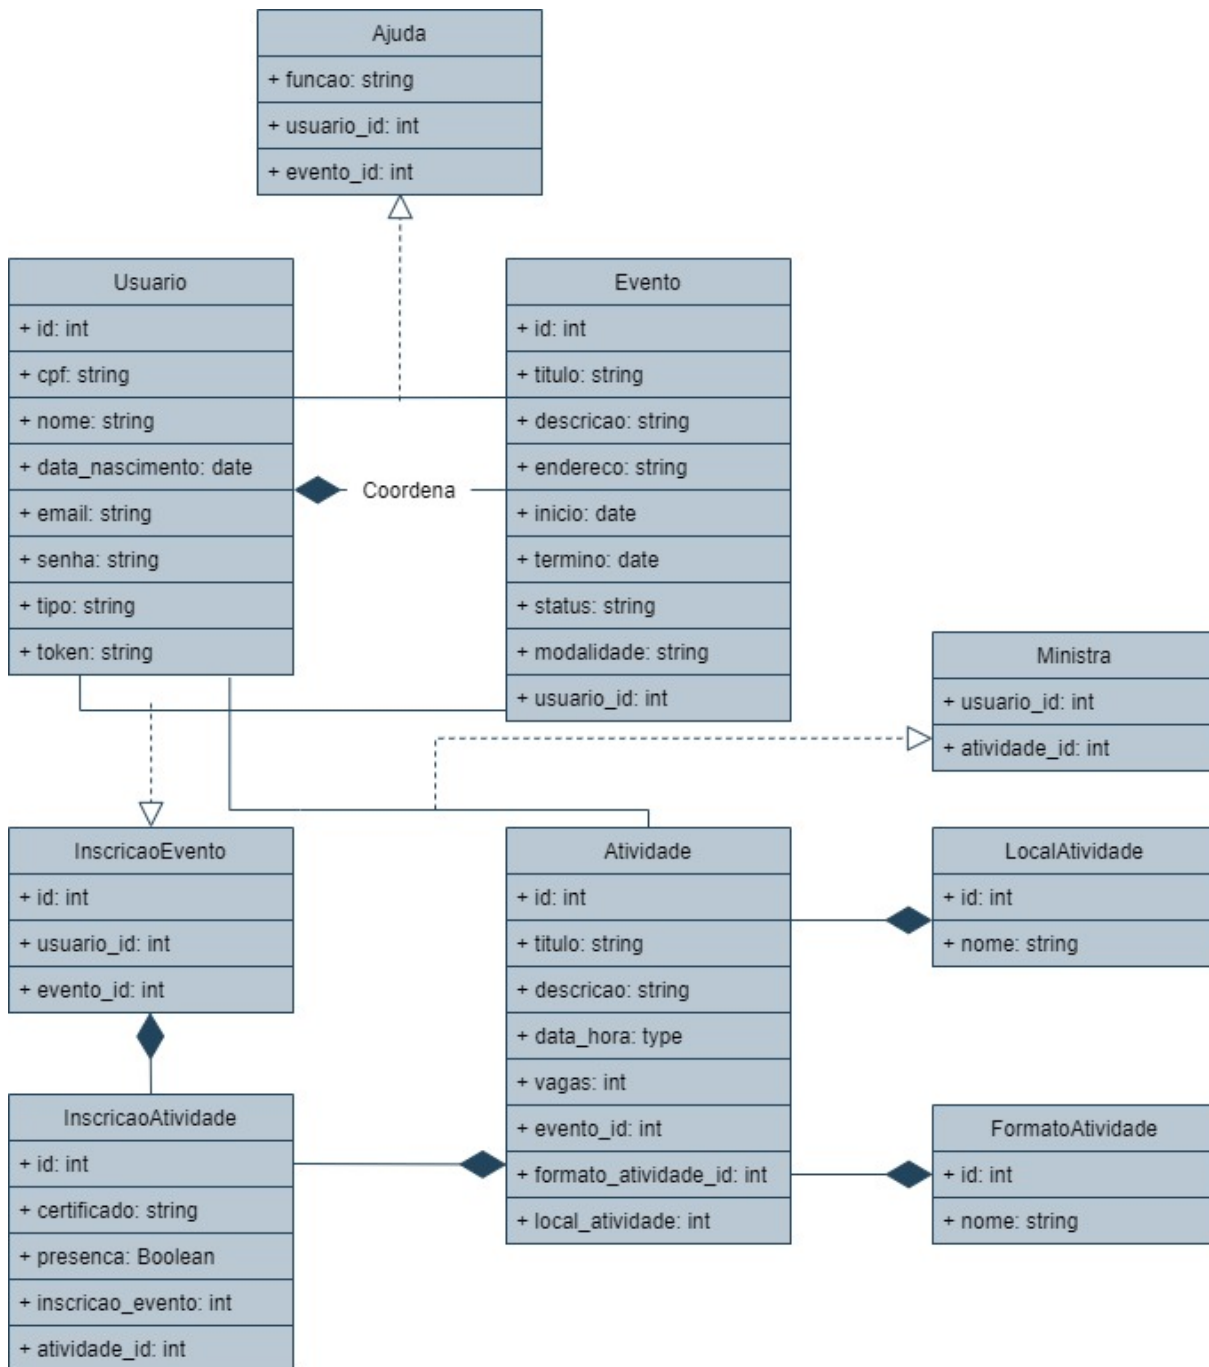 Ajuda
+ funcao: string
+ usuario_id: int
+ evento_id: int
Usuario
+ id: int
+ cpf: string
+ nome: string
+ data_nascimento: date
+ email: string
+ senha: string
+ tipo: string
+ token: string
Coordena
Evento
+ id: int
+ titulo: string
+ descricao: string
+ endereco: string
+ inicio: date
+ termino: date
+ status: string
+ modalidade: string
+ usuario_id: int
Ministra
+ usuario_id: int
+ atividade_id: int
InscricaoEvento
+ id: int
+ usuario_id: int
+ evento_id: int
Atividade
+ id: int
+ titulo: string
+ descricao: string
+ data_hora: type
+ vagas: int
+ evento_id: int
+ formato_atividade_id: int
+ local_atividade: int
LocalAtividade
+ id: int
+ nome: string
InscricaoAtividade
+ id: int
+ certificado: string
+ presenca: Boolean
+ inscricao_evento: int
+ atividade_id: int
FormatoAtividade
+ id: int
+ nome: string